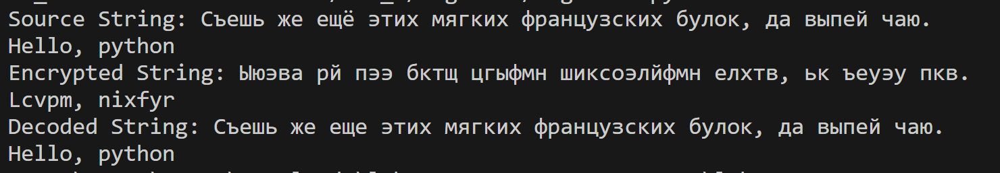 Source String: Съешь же ещё этих мягких французских булок, да выпей чаю.
Hello, python
Encrypted String: Ыюэва рй пээ бктщ цгыфмн шиксоэлйфмн елхтв, ьк ъеуэу пкв.
Lcvpm, nixfyr
Decoded String: Съешь же еще этих мягких французских булок, да выпей чаю.
Hello, python